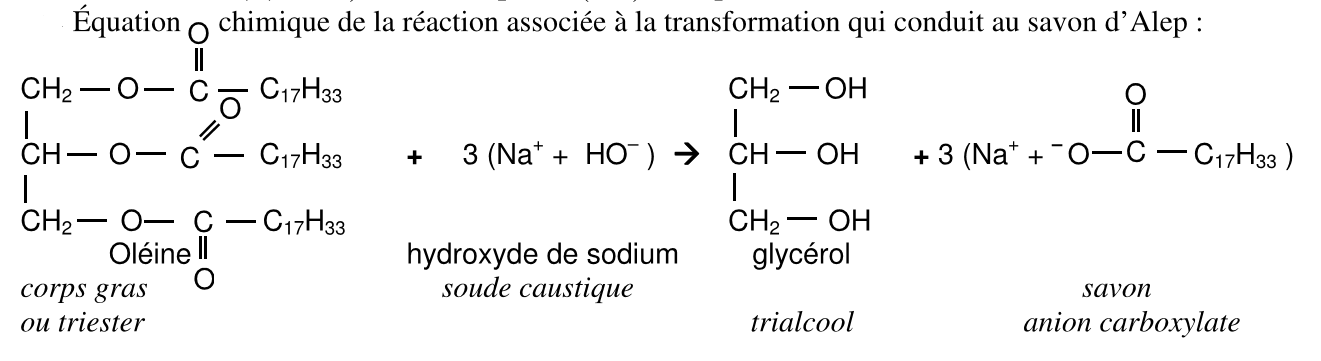 Équation chimique de la réaction associée à la transformation qui conduit au savon d'Alep :
O
CH₂ — O — C — C₁₇H₃₃ CH₂ — OH O
O
CH — O — C — C₁₇H₃₃ + 3 (Na⁺ + HO⁻ ) ➔ CH — OH + 3 (Na⁺ + ⁻O — C — C₁₇H₃₃ )
CH₂ — O — C — C₁₇H₃₃ CH₂ — OH
Oléine hydroxyde de sodium glycérol
O
corps gras soude caustique savon
ou triester trialcool anion carboxylate